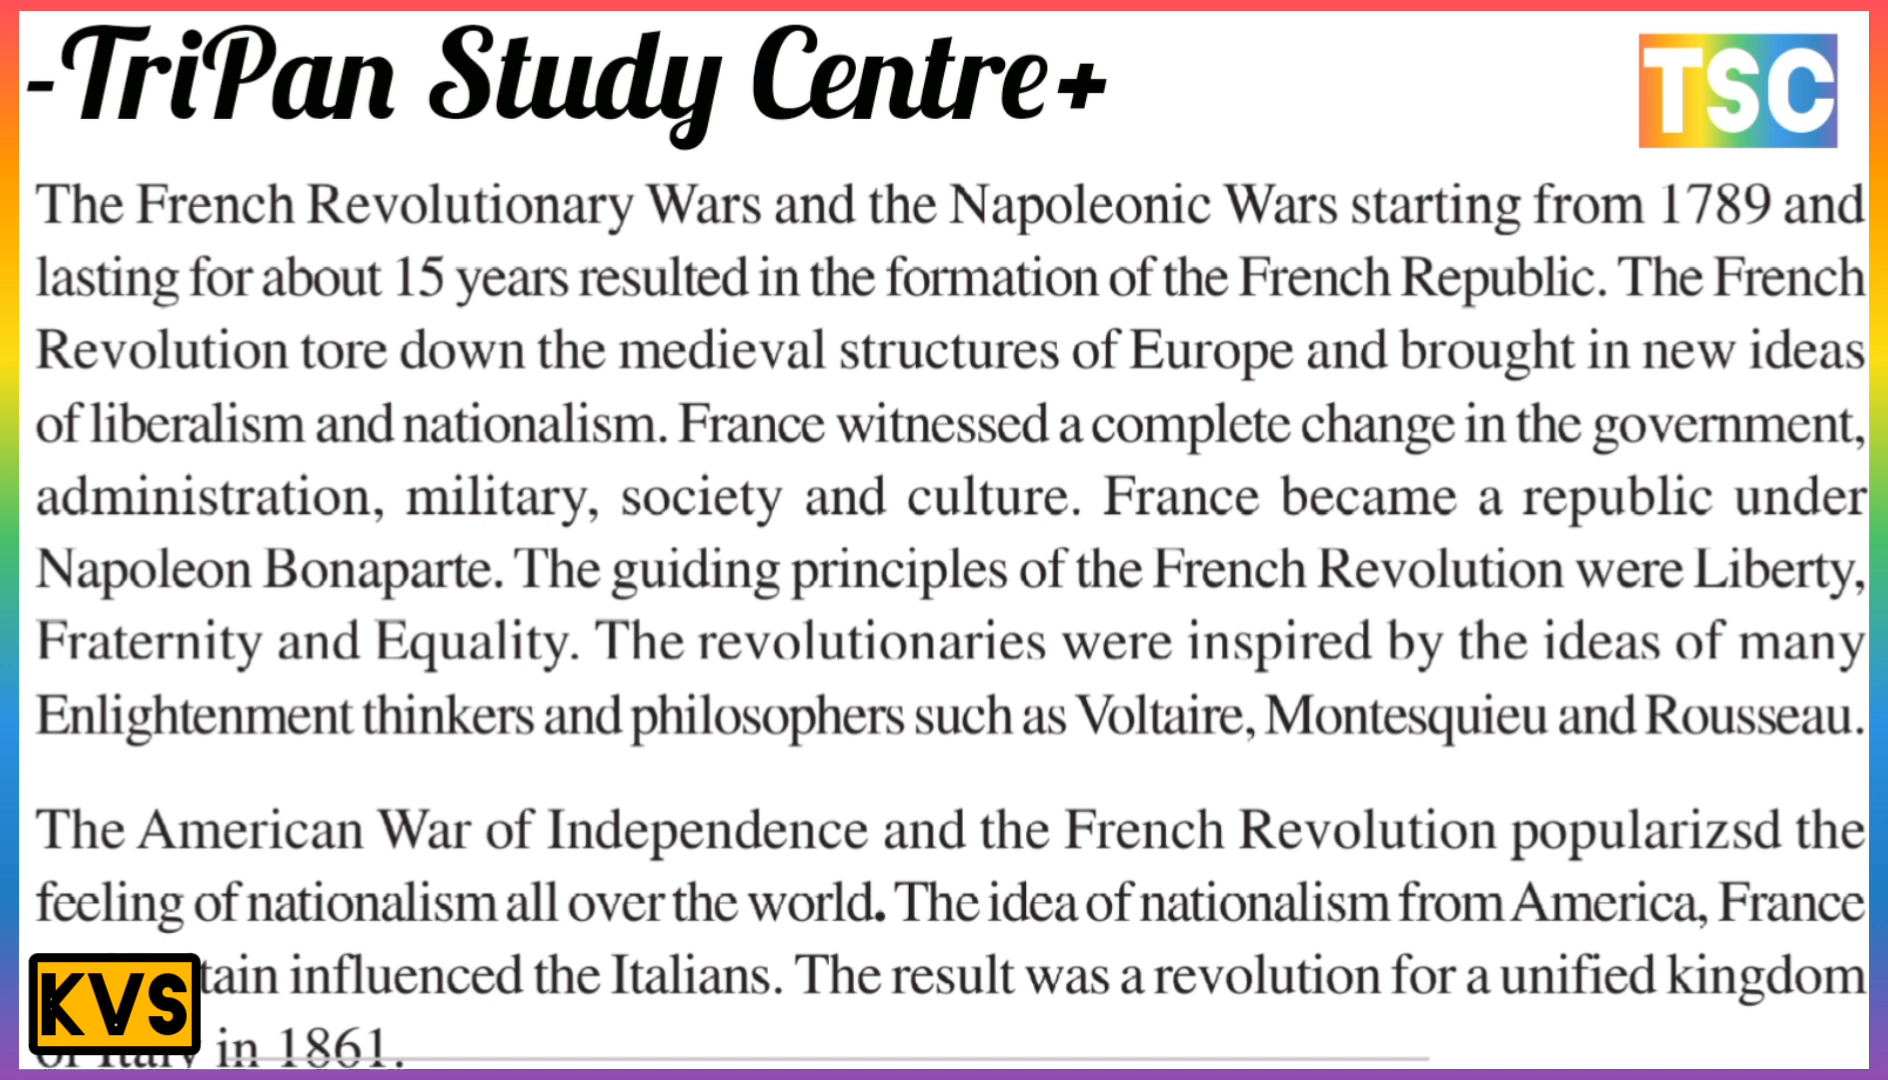 -TriPan Study Centre+
TSC
The French Revolutionary Wars and the Napoleonic Wars starting from 1789 and
lasting for about 15 years resulted in the formation of the French Republic. The French
Revolution tore down the medieval structures of Europe and brought in new ideas
of liberalism and nationalism. France witnessed a complete change in the government,
administration, military, society and culture. France became a republic under
Napoleon Bonaparte. The guiding principles of the French Revolution were Liberty,
Fraternity and Equality. The revolutionaries were inspired by the ideas of many
Enlightenment thinkers and philosophers such as Voltaire, Montesquieu and Rousseau.
The American War of Independence and the French Revolution popularizsd the
feeling of nationalism all over the world. The idea of nationalism from America, France
tain influenced the Italians. The result was a revolution for a unified kingdom
KVS
in 1861.